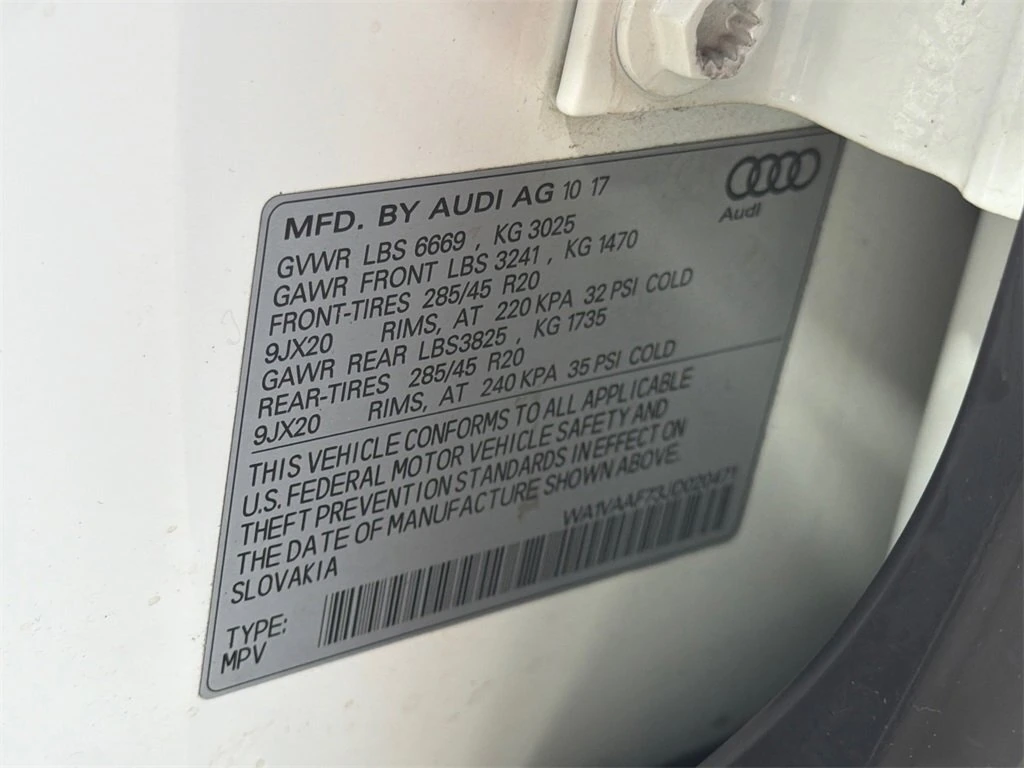 MFD. BY AUDI AG 10 17
Audi
GVWR LBS 6669 , KG 3025
GAWR FRONT LBS 3241 , KG 1470
FRONT-TIRES 285/45 R20
9JX20 RIMS, AT 220 KPA 32 PSI COLD
GAWR REAR LBS3825 , KG 1735
REAR-TIRES 285/45 R20
9JX20 RIMS, AT 240 KPA 35 PSI COLD
THIS VEHICLE CONFORMS TO ALL APPLICABLE
U.S. FEDERAL MOTOR VEHICLE SAFETY AND
THEFT PREVENTION STANDARDS IN EFFECT ON
THE DATE OF MANUFACTURE SHOWN ABOVE.
SLOVAKIA WA1VAAF73JD020471
TYPE:
MPV